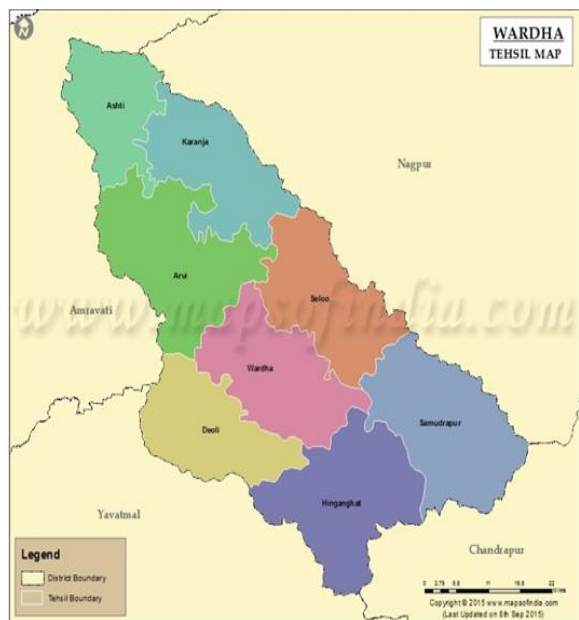 N
WARDHA
TEHSIL MAP
Ashti
Karanja
Nagpur
Arvi
Seloo
Amravati
www.mapsofindia.com
Wardha
Samudrapur
Deoli
Hinganghat
Yavatmal
Chandrapur
Legend
District Boundary
Tehsil Boundary
Copyright © 2015 www.mapsofindia.com
(Last Updated on 8th Sep 2015)